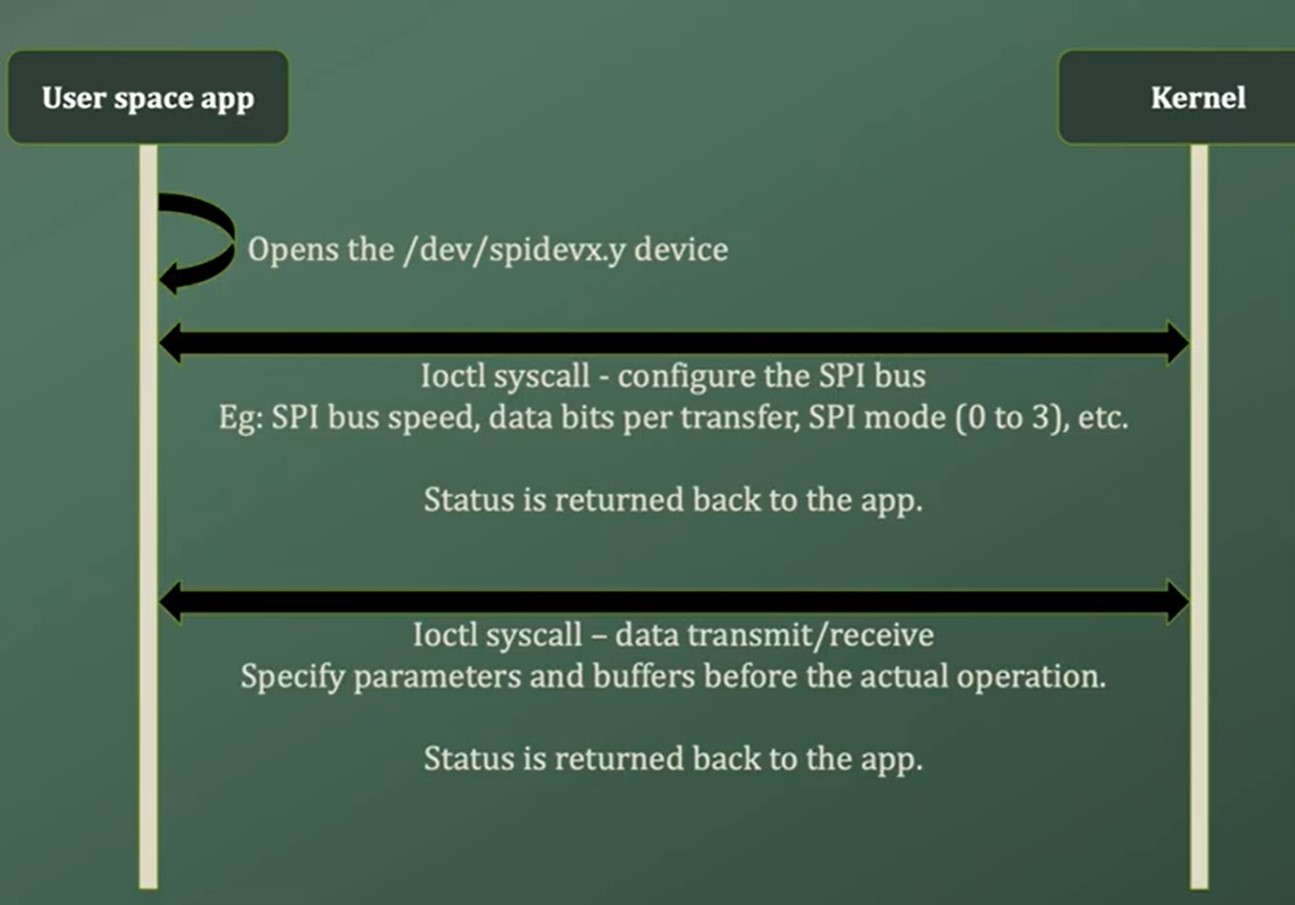 User space app
Kernel
Opens the /dev/spidevx.y device
Ioctl syscall - configure the SPI bus
Eg: SPI bus speed, data bits per transfer, SPI mode (0 to 3), etc.
Status is returned back to the app.
Ioctl syscall – data transmit/receive
Specify parameters and buffers before the actual operation.
Status is returned back to the app.